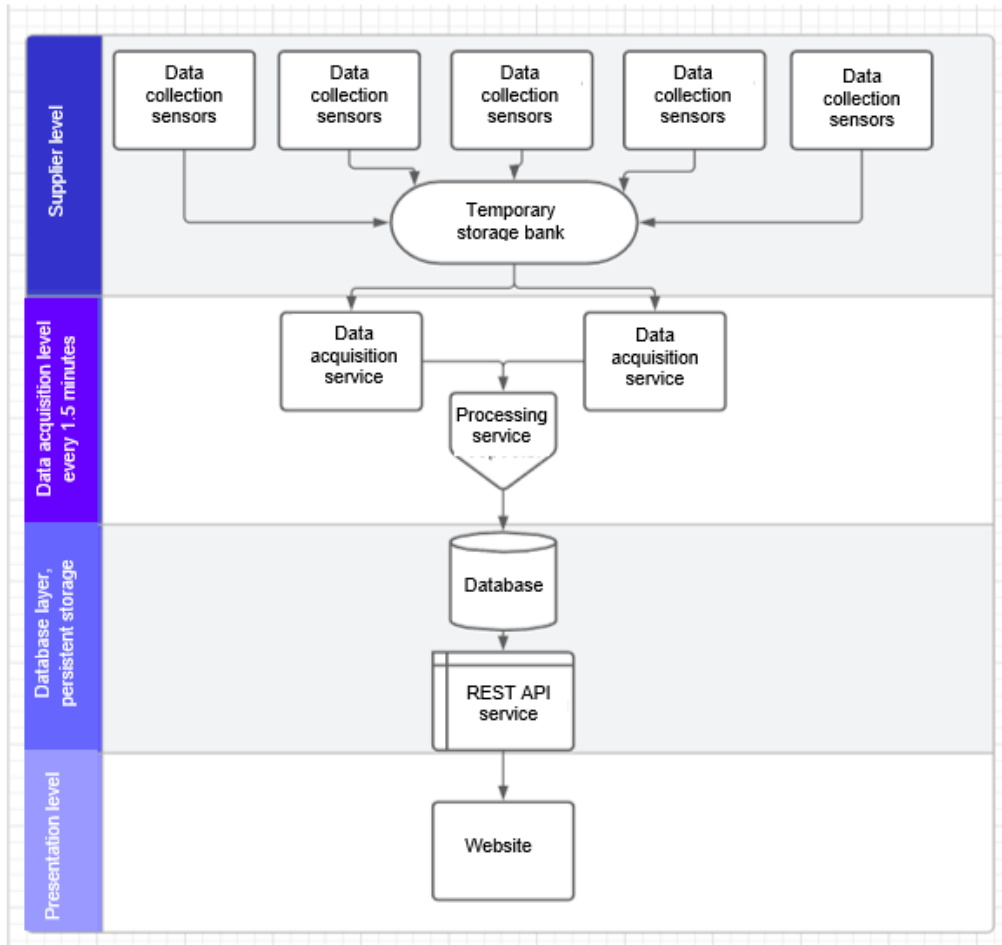 Supplier level
Data
collection
sensors
Data
collection
sensors
Data
collection
sensors
Data
collection
sensors
Data
collection
sensors
Temporary
storage bank
Data acquisition level
every 1.5 minutes
Data
acquisition
service
Data
acquisition
service
Processing
service
Database layer,
persistent storage
Database
REST API
service
Presentation level
Website